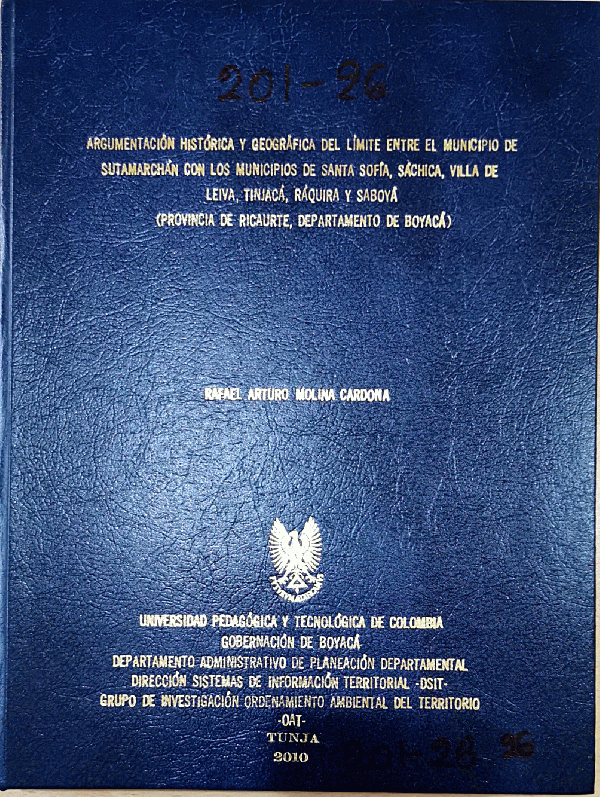 201-26
ARGUMENTACIÓN HISTÓRICA Y GEOGRÁFICA DEL LÍMITE ENTRE EL MUNICIPIO DE
SUTAMARCHÁN CON LOS MUNICIPIOS DE SANTA SOFÍA, SÁCHICA, VILLA DE
LEIVA, TINJACÁ, RÁQUIRA Y SABOYÁ
(PROVINCIA DE RICAURTE, DEPARTAMENTO DE BOYACÁ)
RAFAEL ARTURO MOLINA CARDONA
UNIVERSIDAD PEDAGÓGICA Y TECNOLÓGICA DE COLOMBIA
GOBERNACIÓN DE BOYACÁ
DEPARTAMENTO ADMINISTRATIVO DE PLANEACIÓN DEPARTAMENTAL
DIRECCIÓN SISTEMAS DE INFORMACIÓN TERRITORIAL -DSIT-
GRUPO DE INVESTIGACIÓN ORDENAMIENTO AMBIENTAL DEL TERRITORIO
-OAT-
TUNJA
2010
26